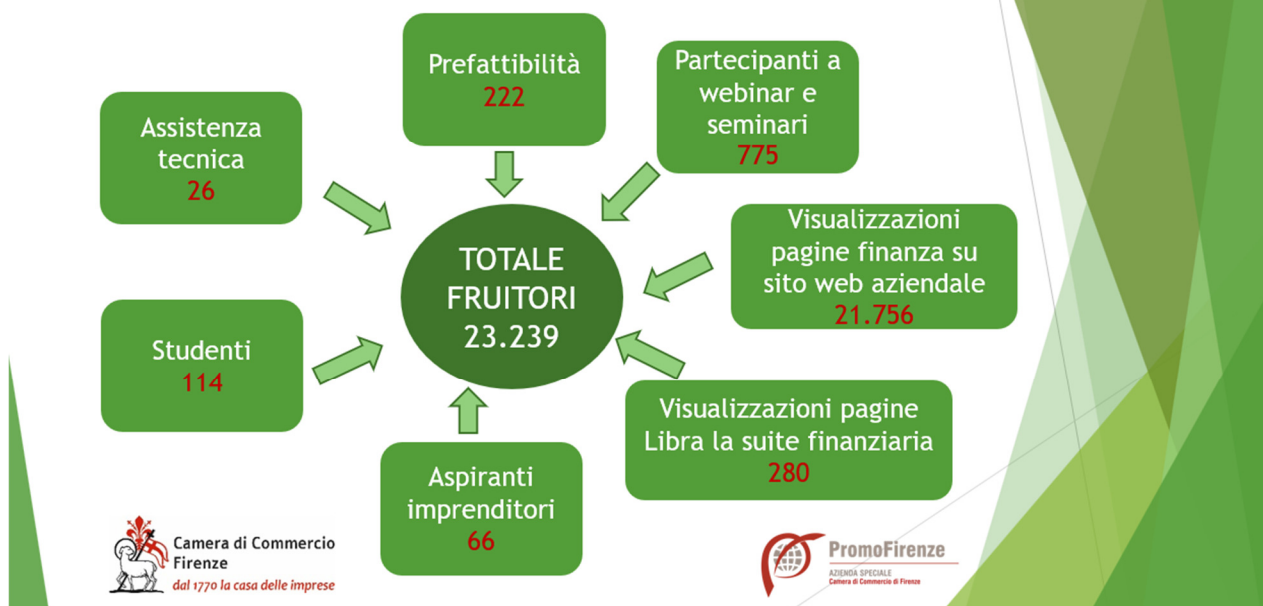 Prefattibilità
222
Partecipanti a
webinar e
seminari
775
Assistenza
tecnica
26
Visualizzazioni
pagine finanza su
sito web aziendale
21.756
TOTALE
FRUITORI
23.239
Studenti
114
Visualizzazioni pagine
Libra la suite finanziaria
280
Aspiranti
imprenditori
66
Camera di Commercio
Firenze
dal 1770 la casa delle imprese
PromoFirenze
AZIENDA SPECIALE
Camera di Commercio di Firenze